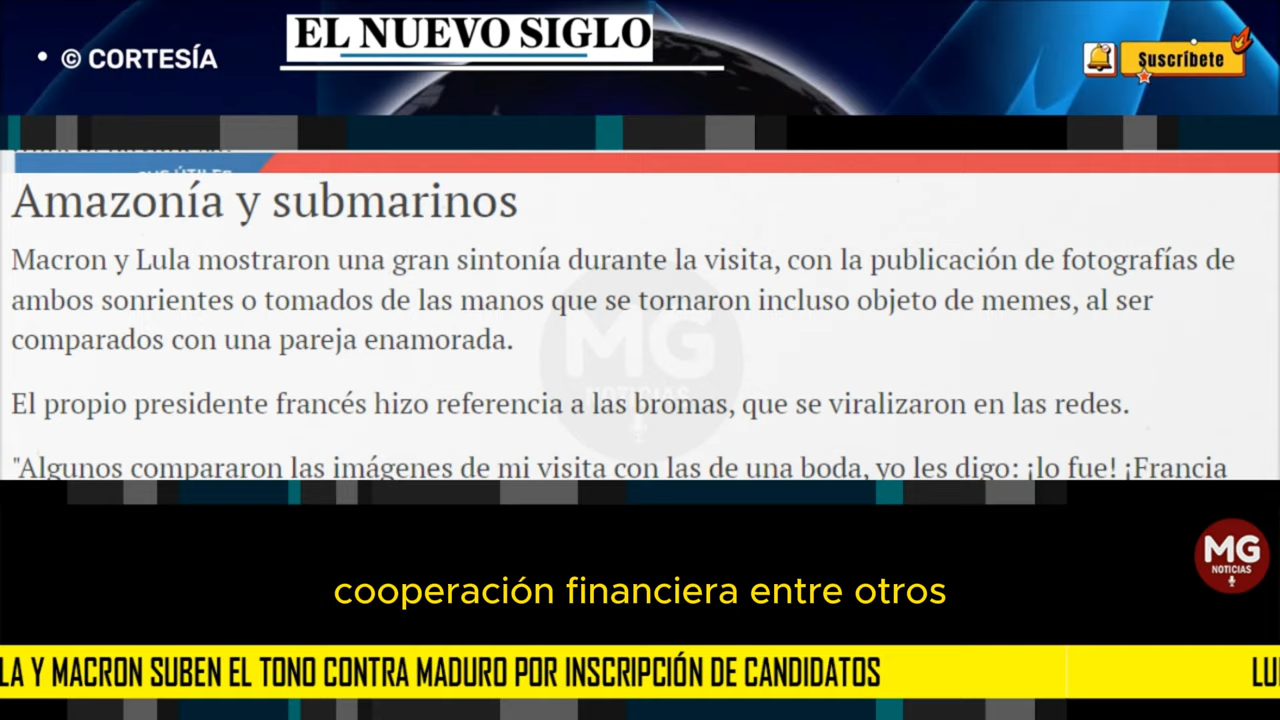 • © CORTESÍA
EL NUEVO SIGLO
Suscríbete
Amazonía y submarinos
Macron y Lula mostraron una gran sintonía durante la visita, con la publicación de fotografías de
ambos sonrientes o tomados de las manos que se tornaron incluso objeto de memes, al ser
comparados con una pareja enamorada.
MG
NOTICIAS
El propio presidente francés hizo referencia a las bromas, que se viralizaron en las redes.
"Algunos compararon las imágenes de mi visita con las de una boda, yo les digo: ¡lo fue! ¡Francia
MG
NOTICIAS
cooperación financiera entre otros
LA Y MACRON SUBEN EL TONO CONTRA MADURO POR INSCRIPCIÓN DE CANDIDATOS
LU